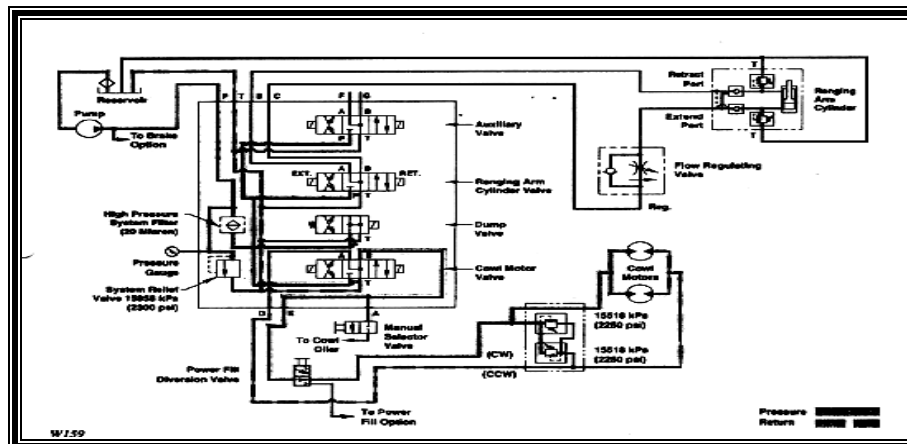 Reservoir
Pump
To Brake
Option
P T B C
F G
A B
P T
Auxiliary
Valve
EXT. A B RET.
P T
Ranging Arm
Cylinder Valve
High Pressure
System Filter
(20 Micron)
Dump
Valve
T
Pressure
Gauge
A B
T
Cowl Motor
Valve
System Relief
Valve 15858 kPa
(2300 psi)
D E A
To Cowl
Oiler
Manual
Selector
Valve
Power Fill
Diversion Valve
(CW)
(CCW)
To Power
Fill Option
T
Retract
Port
Ranging
Arm
Cylinder
Extend
Port
T
Flow Regulating
Valve
Reg.
Cowl
Motors
15518 kPa
(2250 psi)
15518 kPa
(2250 psi)
Pressure
Return
W159